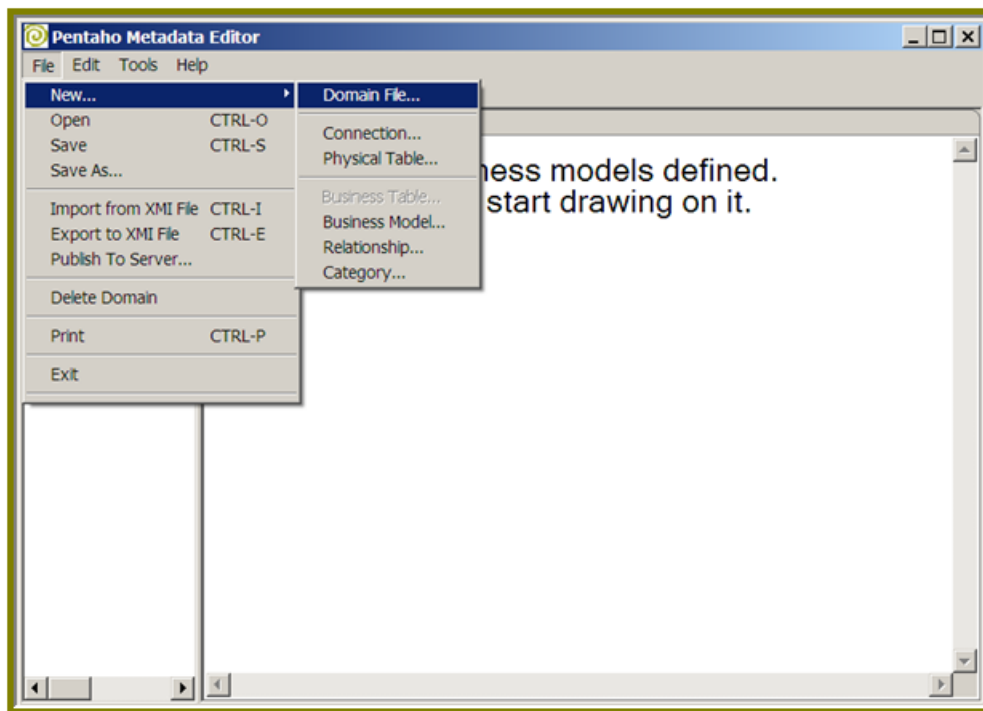 Pentaho Metadata Editor
File Edit Tools Help
New...
Open CTRL-O
Save CTRL-S
Save As...
Import from XMI File CTRL-I
Export to XMI File CTRL-E
Publish To Server...
Delete Domain
Print CTRL-P
Exit
Domain File...
Connection...
Physical Table...
Business Table...
Business Model...
Relationship...
Category...
models defined.
start drawing on it.